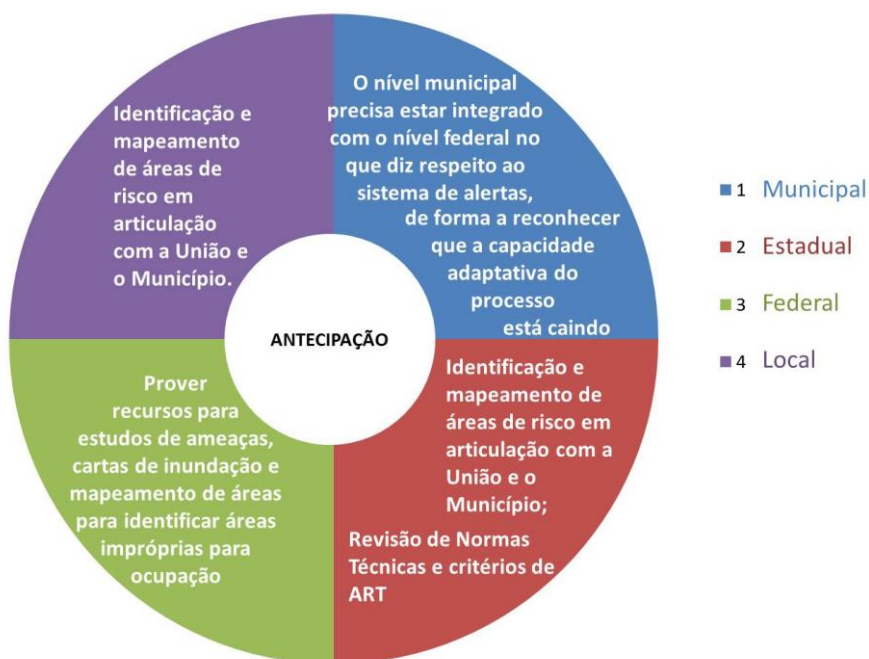 O nível municipal
precisa estar integrado
com o nível federal no
que diz respeito ao
sistema de alertas,
de forma a reconhecer
que a capacidade
adaptativa do
processo
está caindo
Identificação e
mapeamento
de áreas de
risco em
articulação
com a União e
o Município.
ANTECIPAÇÃO
Identificação e
mapeamento de
áreas de risco em
articulação com a
União e o
Município;
Revisão de Normas
Técnicas e critérios de
ART
Prover
recursos para
estudos de ameaças,
cartas de inundação e
mapeamento de áreas
para identificar áreas
impróprias para
ocupação
1 Municipal
2 Estadual
3 Federal
4 Local